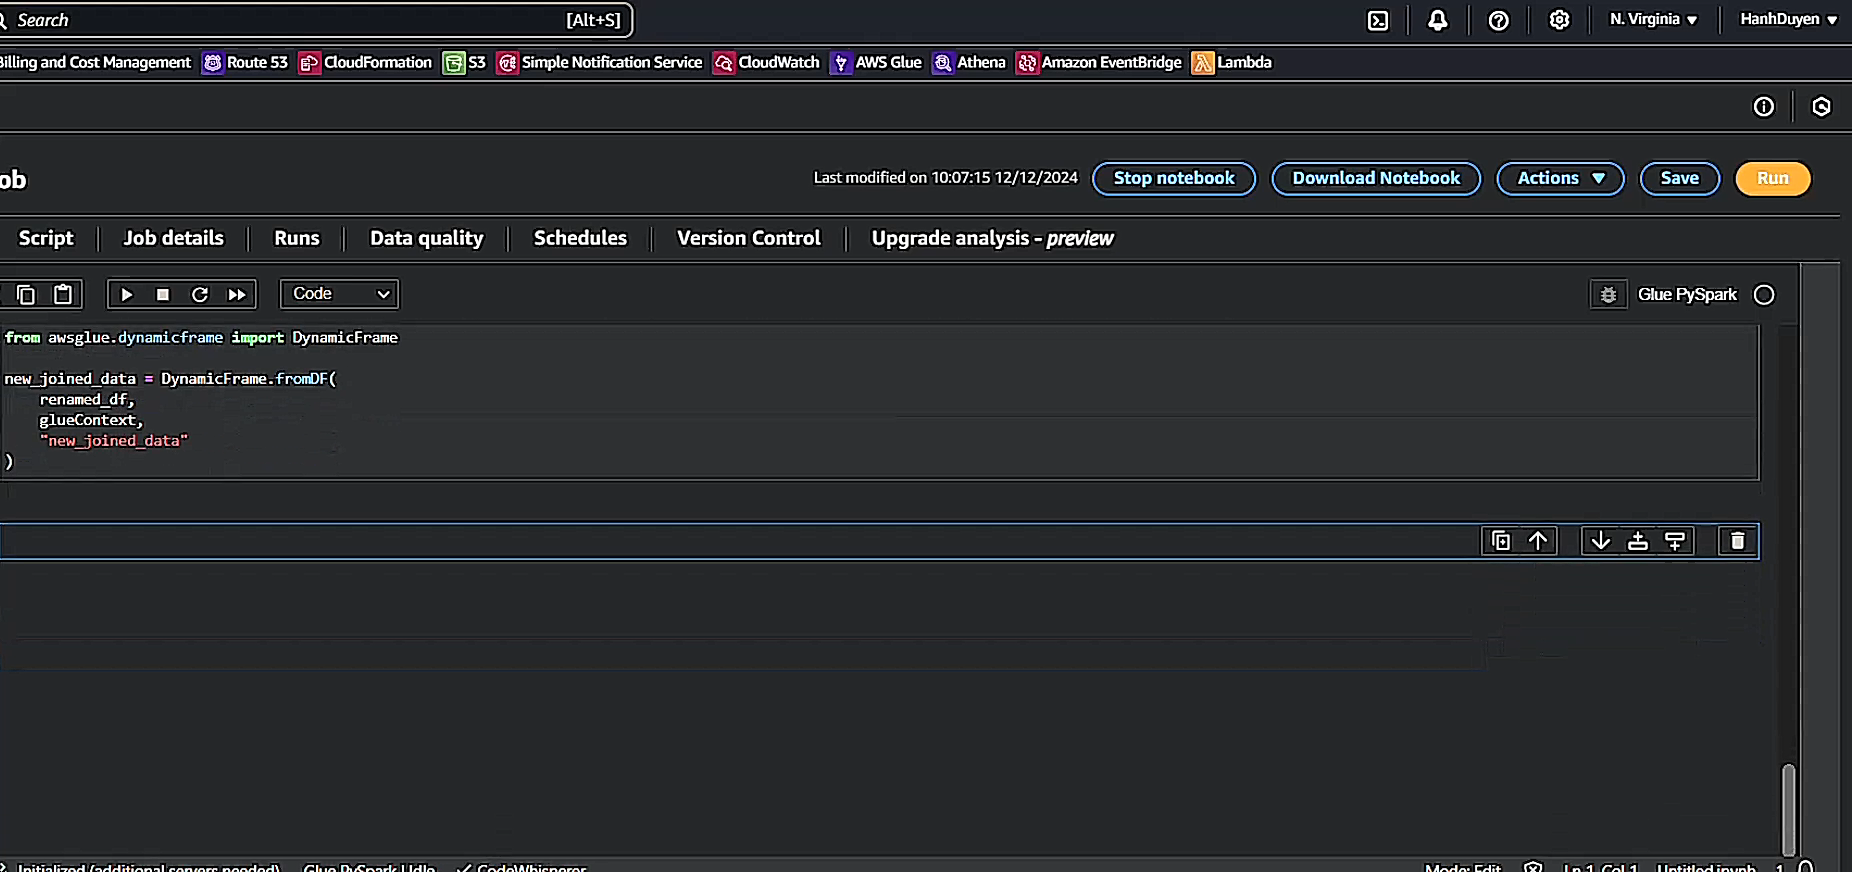 Search [Alt+S] N. Virginia ▼ HanhDuyen ▼
Billing and Cost Management Route 53 CloudFormation S3 Simple Notification Service CloudWatch AWS Glue Athena Amazon EventBridge Lambda
ob Last modified on 10:07:15 12/12/2024 Stop notebook Download Notebook Actions ▼ Save Run
Script Job details Runs Data quality Schedules Version Control Upgrade analysis - preview
Code Glue PySpark
from awsglue.dynamicframe import DynamicFrame
new_joined_data = DynamicFrame.fromDF(
renamed_df,
glueContext,
"new_joined_data"
)
Initialized (additional servers needed) Glue PySpark | Idle CodeWhisperer Mode: Edit Ln 1, Col 1 Untitled.ipynb 1